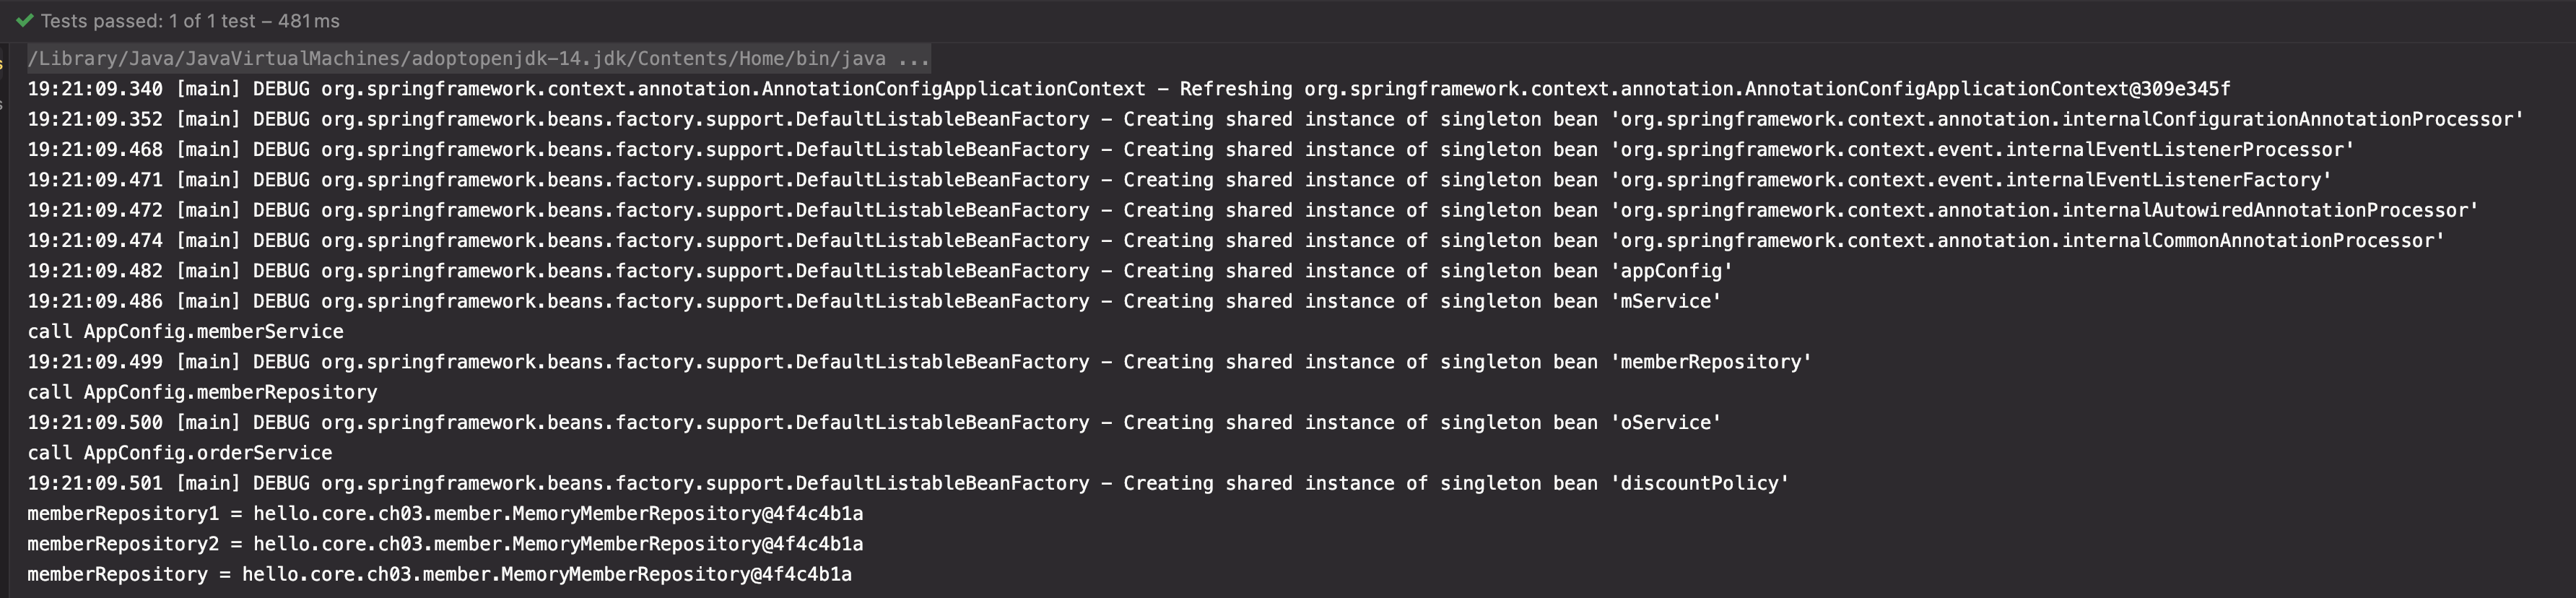 Tests passed: 1 of 1 test – 481 ms
/Library/Java/JavaVirtualMachines/adoptopenjdk-14.jdk/Contents/Home/bin/java ...
19:21:09.340 [main] DEBUG org.springframework.context.annotation.AnnotationConfigApplicationContext - Refreshing org.springframework.context.annotation.AnnotationConfigApplicationContext@309e345f
19:21:09.352 [main] DEBUG org.springframework.beans.factory.support.DefaultListableBeanFactory - Creating shared instance of singleton bean 'org.springframework.context.annotation.internalConfigurationAnnotationProcessor'
19:21:09.468 [main] DEBUG org.springframework.beans.factory.support.DefaultListableBeanFactory - Creating shared instance of singleton bean 'org.springframework.context.event.internalEventListenerProcessor'
19:21:09.471 [main] DEBUG org.springframework.beans.factory.support.DefaultListableBeanFactory - Creating shared instance of singleton bean 'org.springframework.context.event.internalEventListenerFactory'
19:21:09.472 [main] DEBUG org.springframework.beans.factory.support.DefaultListableBeanFactory - Creating shared instance of singleton bean 'org.springframework.context.annotation.internalAutowiredAnnotationProcessor'
19:21:09.474 [main] DEBUG org.springframework.beans.factory.support.DefaultListableBeanFactory - Creating shared instance of singleton bean 'org.springframework.context.annotation.internalCommonAnnotationProcessor'
19:21:09.482 [main] DEBUG org.springframework.beans.factory.support.DefaultListableBeanFactory - Creating shared instance of singleton bean 'appConfig'
19:21:09.486 [main] DEBUG org.springframework.beans.factory.support.DefaultListableBeanFactory - Creating shared instance of singleton bean 'mService'
call AppConfig.memberService
19:21:09.499 [main] DEBUG org.springframework.beans.factory.support.DefaultListableBeanFactory - Creating shared instance of singleton bean 'memberRepository'
call AppConfig.memberRepository
19:21:09.500 [main] DEBUG org.springframework.beans.factory.support.DefaultListableBeanFactory - Creating shared instance of singleton bean 'oService'
call AppConfig.orderService
19:21:09.501 [main] DEBUG org.springframework.beans.factory.support.DefaultListableBeanFactory - Creating shared instance of singleton bean 'discountPolicy'
memberRepository1 = hello.core.ch03.member.MemoryMemberRepository@4f4c4b1a
memberRepository2 = hello.core.ch03.member.MemoryMemberRepository@4f4c4b1a
memberRepository = hello.core.ch03.member.MemoryMemberRepository@4f4c4b1a